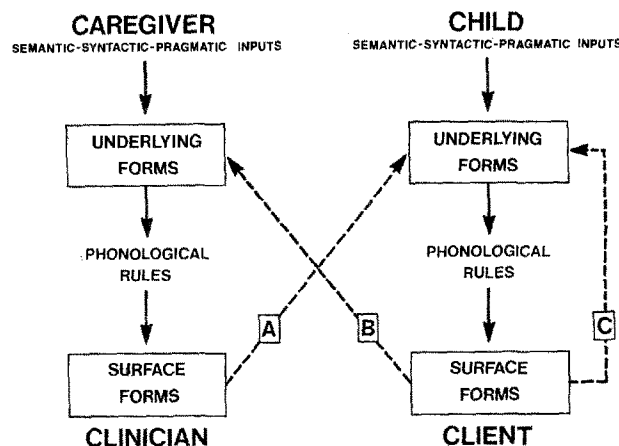 CAREGIVER
SEMANTIC-SYNTACTIC-PRAGMATIC INPUTS
UNDERLYING
FORMS
PHONOLOGICAL
RULES
SURFACE
FORMS
CLINICIAN
A
B
CHILD
SEMANTIC-SYNTACTIC-PRAGMATIC INPUTS
UNDERLYING
FORMS
PHONOLOGICAL
RULES
C
SURFACE
FORMS
CLIENT